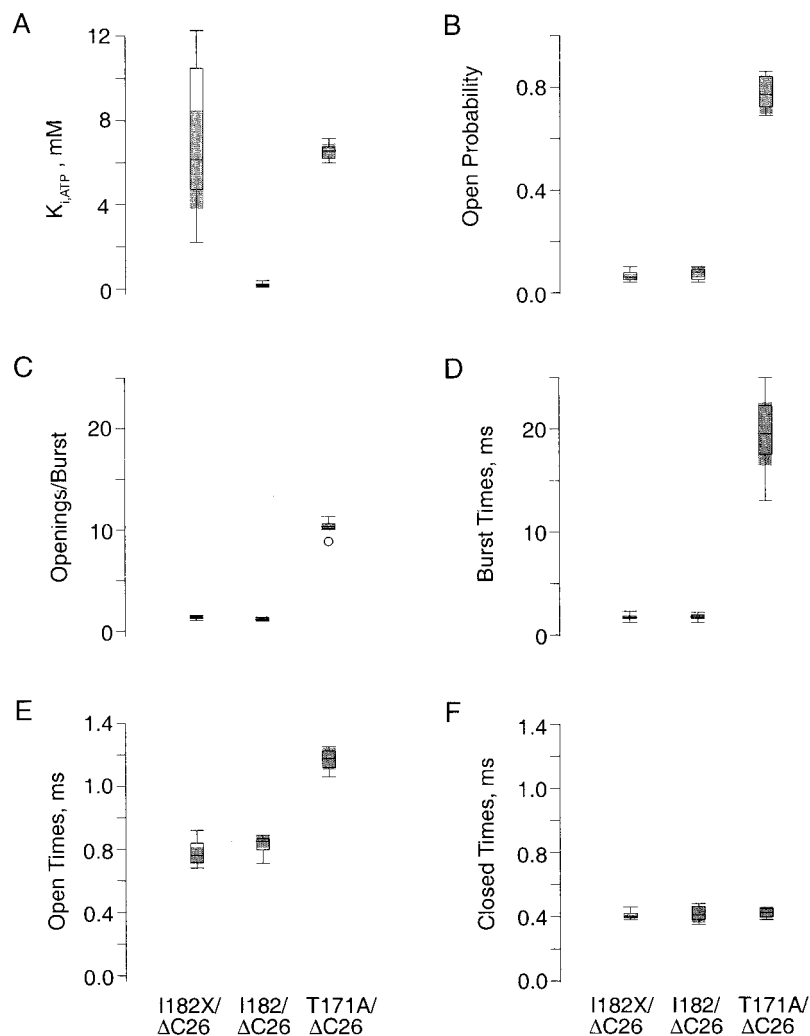 A
K i,ATP , mM
12
8
4
0
B
Open Probability
0.8
0.4
0.0
C
Openings/Burst
20
10
0
D
Burst Times, ms
20
10
0
E
Open Times, ms
1.4
1.0
0.8
0.4
0.0
F
Closed Times, ms
1.4
1.0
0.8
0.4
0.0
I182X/
ΔC26
I182/
ΔC26
T171A/
ΔC26
I182X/
ΔC26
I182/
ΔC26
T171A/
ΔC26